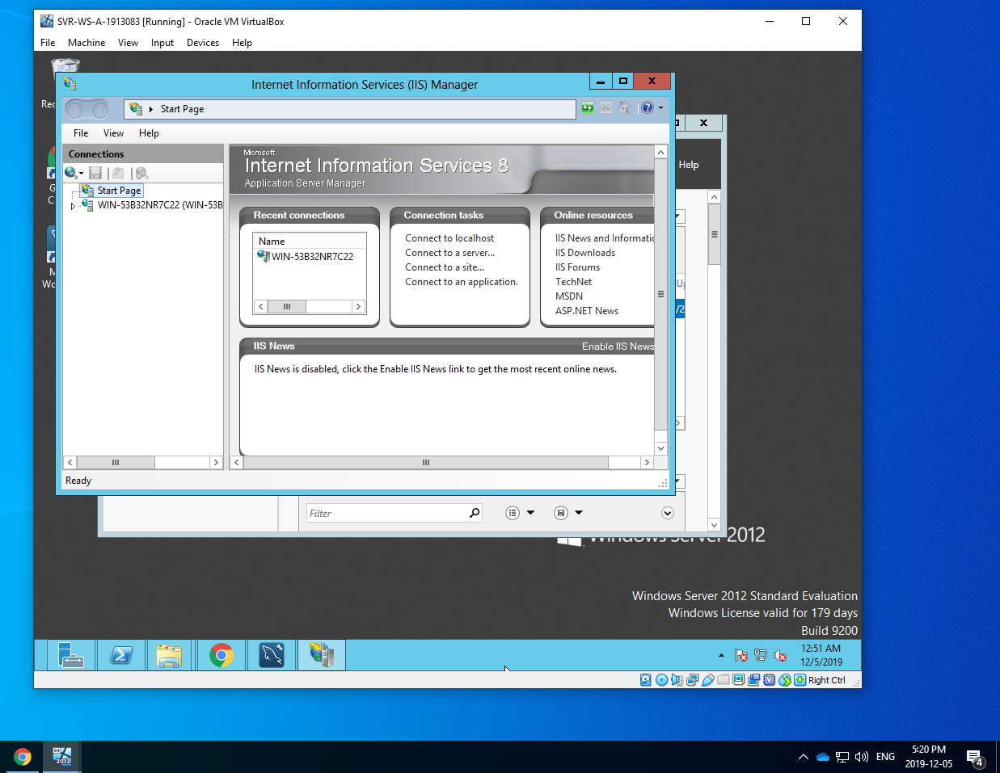 SVR-WS-A-1913083 [Running] - Oracle VM VirtualBox
File Machine View Input Devices Help
Internet Information Services (IIS) Manager
Start Page
File View Help
Connections
Start Page
WIN-53B32NR7C22 (WIN-53B
Microsoft
Internet Information Services 8
Application Server Manager
Recent connections
Name
WIN-53B32NR7C22
Connection tasks
Connect to localhost
Connect to a server...
Connect to a site...
Connect to an application.
Online resources
IIS News and Informatio
IIS Downloads
IIS Forums
TechNet
MSDN
ASP.NET News
IIS News
Enable IIS News
IIS News is disabled, click the Enable IIS News link to get the most recent online news.
Ready
Help
Filter
Windows Server 2012
Windows Server 2012 Standard Evaluation
Windows License valid for 179 days
Build 9200
12:51 AM
12/5/2019
Right Ctrl
2012
ENG
5:20 PM
2019-12-05
4